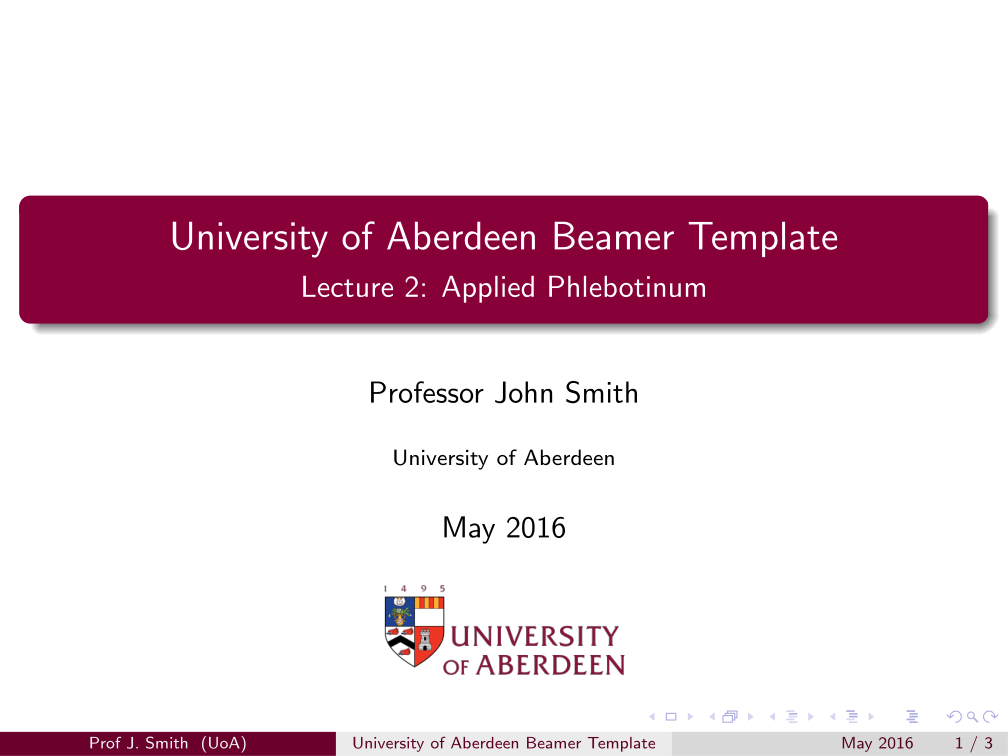 University of Aberdeen Beamer Template
Lecture 2: Applied Phlebotinum
Professor John Smith
University of Aberdeen
May 2016
1 4 9 5
UNIVERSITY
OF ABERDEEN
Prof J. Smith (UoA) University of Aberdeen Beamer Template May 2016 1 / 3